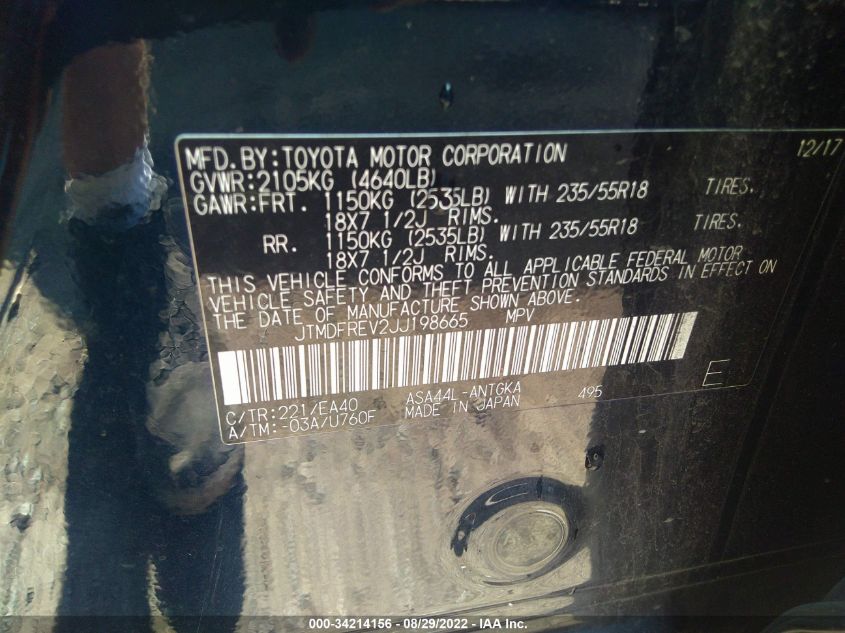 MFD.BY:TOYOTA MOTOR CORPORATION 12/17
GVWR:2105KG (4640LB)
GAWR:FRT. 1150KG (2535LB) WITH 235/55R18 TIRES.
18X7 1/2J RIMS.
RR. 1150KG (2535LB) WITH 235/55R18 TIRES.
18X7 1/2J RIMS.
THIS VEHICLE CONFORMS TO ALL APPLICABLE FEDERAL MOTOR
VEHICLE SAFETY AND THEFT PREVENTION STANDARDS IN EFFECT ON
THE DATE OF MANUFACTURE SHOWN ABOVE.
JTMDFREV2JJ198665 MPV
C/TR:221/EA40 ASA44L-ANTGKA 495 E
A/TM:-03A/U760F MADE IN JAPAN
000-34214156 - 08/29/2022 - IAA Inc.